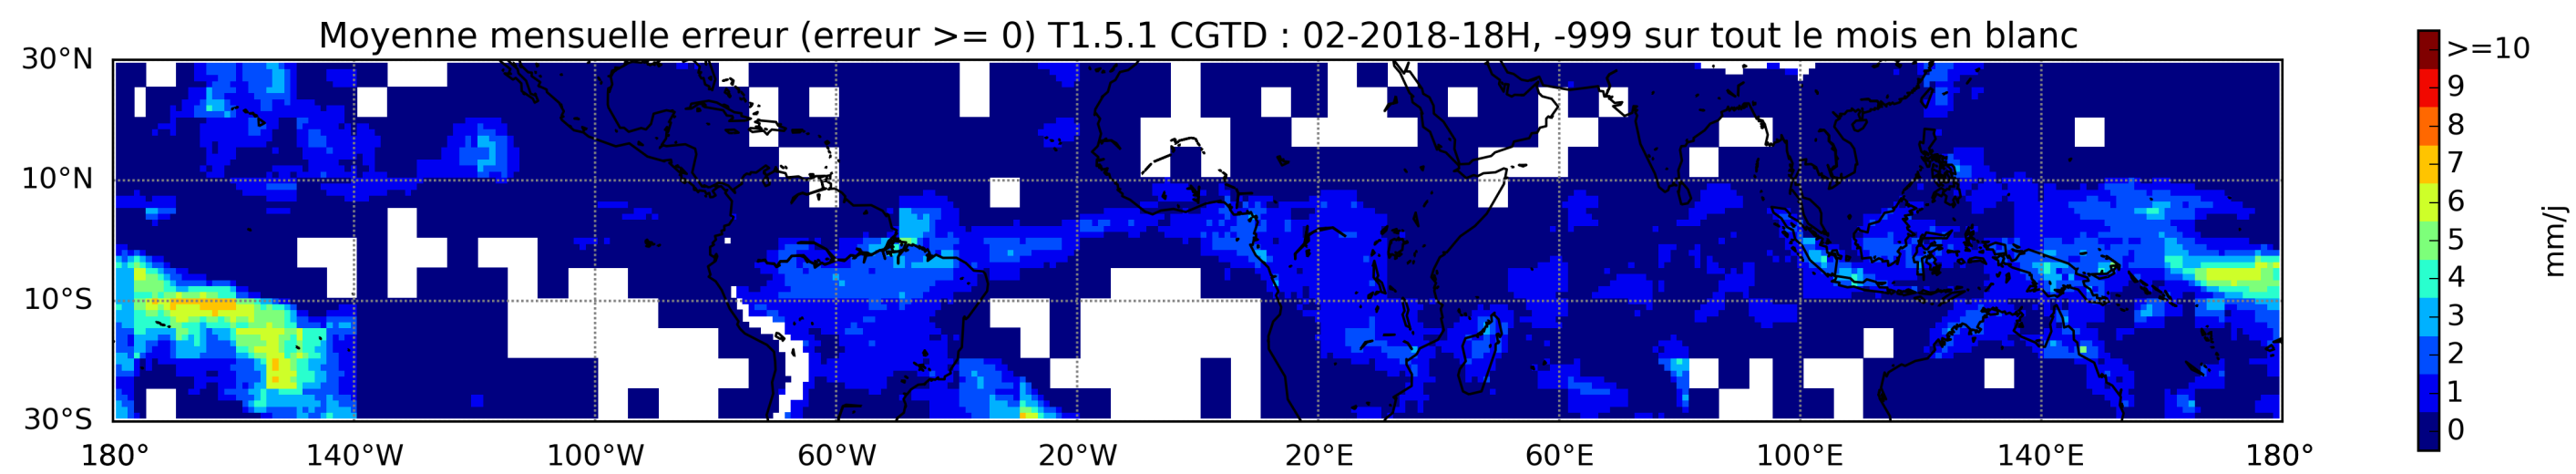 Moyenne mensuelle erreur (erreur >= 0) T1.5.1 CGTD : 02-2018-18H, -999 sur tout le mois en blanc
30°N
10°N
10°S
30°S
180° 140°W 100°W 60°W 20°W 20°E 60°E 100°E 140°E 180°
>=10
9
8
7
6
5
4
3
2
1
0
mm/j